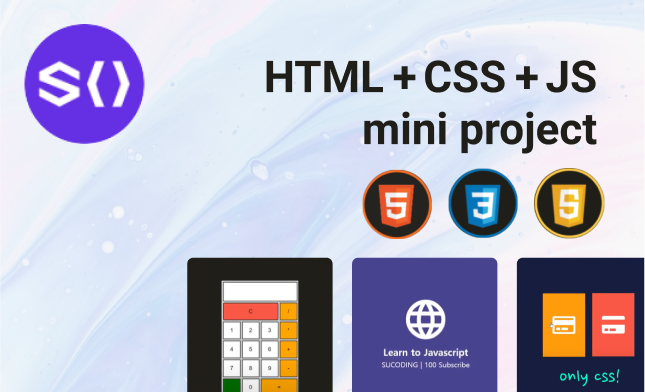 S()
HTML + CSS + JS
mini project
5
3
S
C /
1 2 3 *
4 5 6 +
7 8 9 -
0 =
Learn to Javascript
SUCODING | 100 Subscribe
only css!